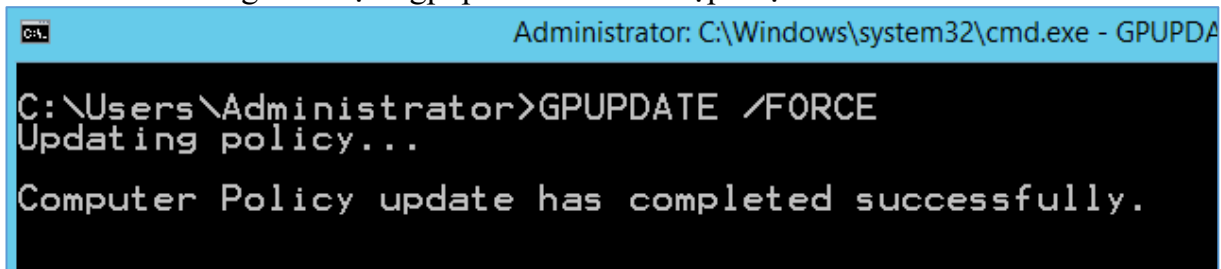 Administrator: C:\Windows\system32\cmd.exe - GPUPDA
C:\Users\Administrator>GPUPDATE /FORCE
Updating policy...
Computer Policy update has completed successfully.